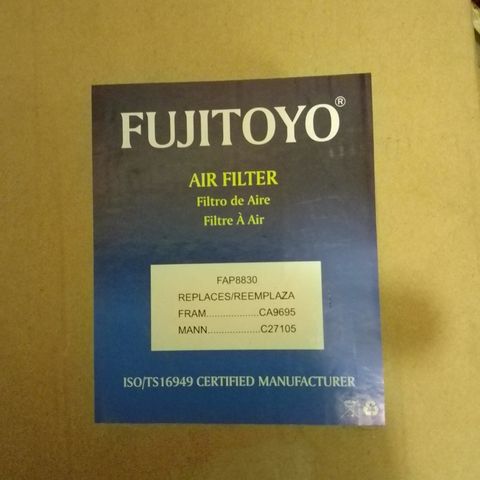 FUJITOYO®
AIR FILTER
Filtro de Aire
Filtre À Air
FAP8830
REPLACES/REEMPLAZA
FRAM...................CA9695
MANN...................C27105
ISO/TS16949 CERTIFIED MANUFACTURER